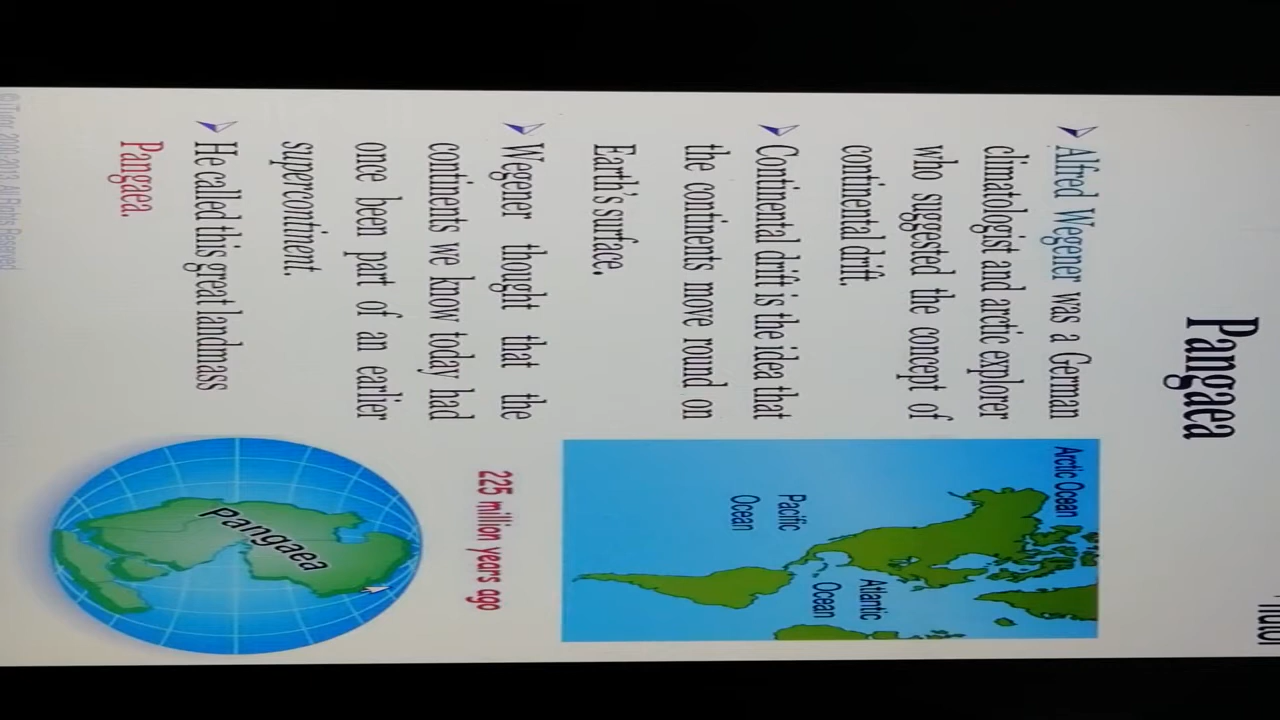 Pangaea
Alfred Wegener was a German
climatologist and arctic explorer
who suggested the concept of
continental drift.
Continental drift is the idea that
the continents move round on
Earth's surface.
Wegener thought that the
continents we know today had
once been part of an earlier
supercontinent.
He called this great landmass
Pangaea.
Arctic Ocean
Pacific
Ocean
Atlantic
Ocean
225 million years ago
Pangaea
All Rights Reserved